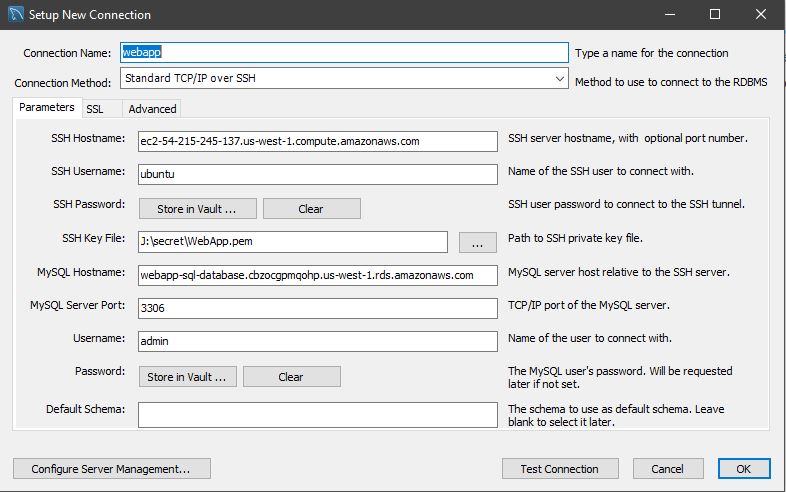 Setup New Connection
Connection Name: webapp Type a name for the connection
Connection Method: Standard TCP/IP over SSH Method to use to connect to the RDBMS
Parameters SSL Advanced
SSH Hostname: ec2-54-215-245-137.us-west-1.compute.amazonaws.com SSH server hostname, with optional port number.
SSH Username: ubuntu Name of the SSH user to connect with.
SSH Password: Store in Vault ... Clear SSH user password to connect to the SSH tunnel.
SSH Key File: J:\secret\WebApp.pem ... Path to SSH private key file.
MySQL Hostname: webapp-sql-database.cbzocgpmqohp.us-west-1.rds.amazonaws.com MySQL server host relative to the SSH server.
MySQL Server Port: 3306 TCP/IP port of the MySQL server.
Username: admin Name of the user to connect with.
Password: Store in Vault ... Clear The MySQL user's password. Will be requested
later if not set.
Default Schema: The schema to use as default schema. Leave
blank to select it later.
Configure Server Management... Test Connection Cancel OK